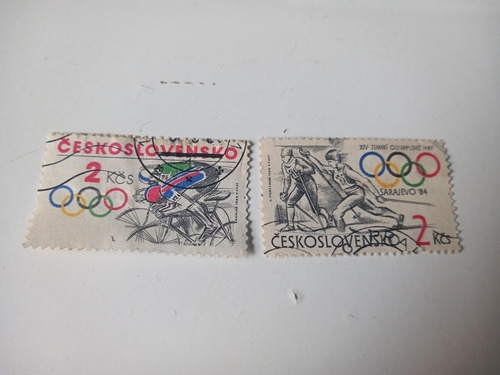 ČESKOSLOVENSKO
2 Kčs
XIV. ZIMNÍ OLYMPIJSKÉ HRY
SARAJEVO '84
ČESKOSLOVENSKO
2 Kčs